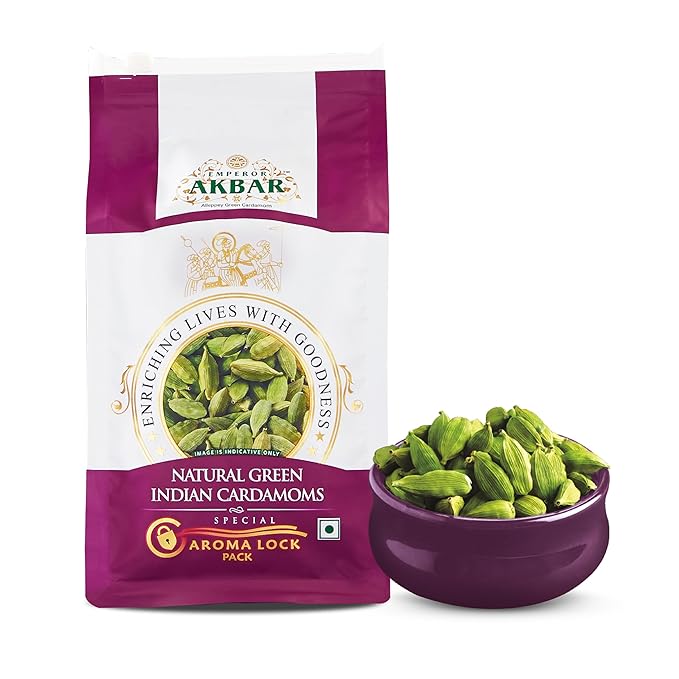 EMPEROR
AKBAR™
Alleppey Green Cardamom
ENRICHING LIVES WITH GOODNESS
IMAGE IS INDICATIVE ONLY
NATURAL GREEN
INDIAN CARDAMOMS
SPECIAL
AROMA LOCK
PACK